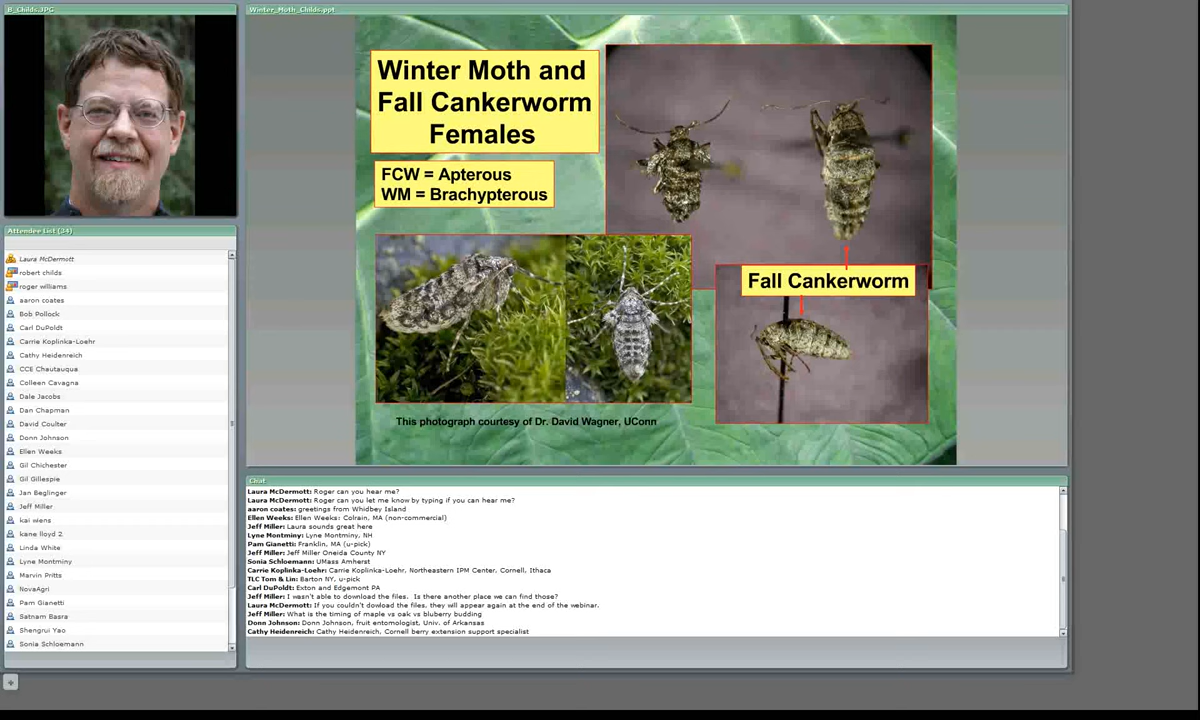 B_Childs.JPG
Winter_Moth_Childs.ppt
Winter Moth and
Fall Cankerworm
Females
FCW = Apterous
WM = Brachypterous
Fall Cankerworm
This photograph courtesy of Dr. David Wagner, UConn
Attendee List (34)
Laura McDermott
robert childs
roger williams
aaron coates
Bob Pollock
Carl DuPoldt
Carrie Koplinka-Loehr
Cathy Heidenreich
CCE Chautauqua
Colleen Cavagna
Dale Jacobs
Dan Chapman
David Coulter
Donn Johnson
Ellen Weeks
Gil Chichester
Gil Gillespie
Jan Beglinger
Jeff Miller
kai wiens
kane lloyd 2
Linda White
Lyne Montminy
Marvin Pritts
NovaAgri
Pam Gianetti
Satnam Basra
Shengrui Yao
Sonia Schloemann
Chat
Laura McDermott: Roger can you hear me?
Laura McDermott: Roger can you let me know by typing if you can hear me?
aaron coates: greetings from Whidbey Island
Ellen Weeks: Ellen Weeks: Colrain, MA (non-commercial)
Jeff Miller: Laura sounds great here
Lyne Montminy: Lyne Montminy, NH
Pam Gianetti: Franklin, MA (u-pick)
Jeff Miller: Jeff Miller Oneida County NY
Sonia Schloemann: UMass Amherst
Carrie Koplinka-Loehr: Carrie Koplinka-Loehr, Northeastern IPM Center, Cornell, Ithaca
TLC Tom & Lin: Barton NY, u-pick
Carl DuPoldt: Exton and Edgemont PA
Jeff Miller: I wasn't able to download the files. Is there another place we can find those?
Laura McDermott: If you couldn't dowload the files, they will appear again at the end of the webinar.
Jeff Miller: What is the timing of maple vs oak vs bluberry budding
Donn Johnson: Donn Johnson, fruit entomologist, Univ. of Arkansas
Cathy Heidenreich: Cathy Heidenreich, Cornell berry extension support specialist